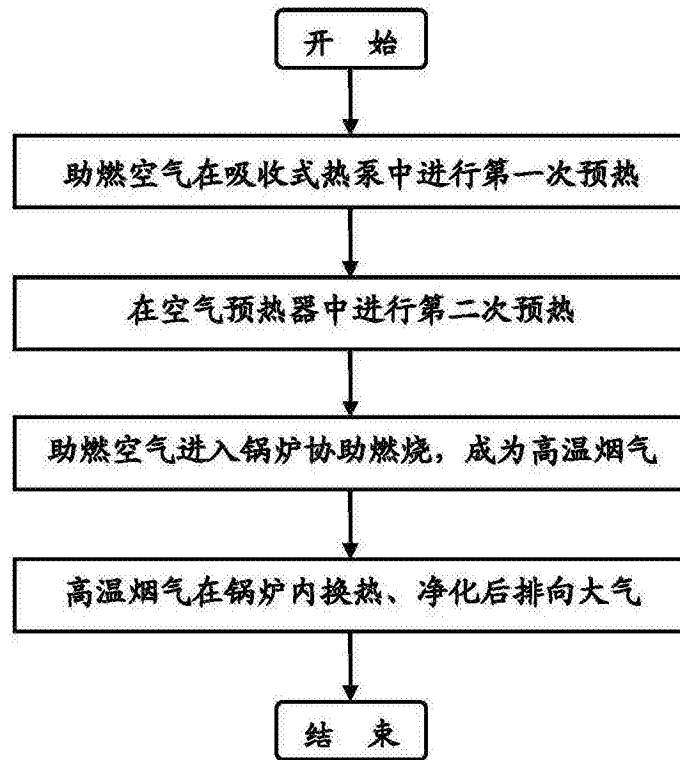 开 始
助燃空气在吸收式热泵中进行第一次预热
在空气预热器中进行第二次预热
助燃空气进入锅炉协助燃烧，成为高温烟气
高温烟气在锅炉内换热、净化后排向大气
结 束